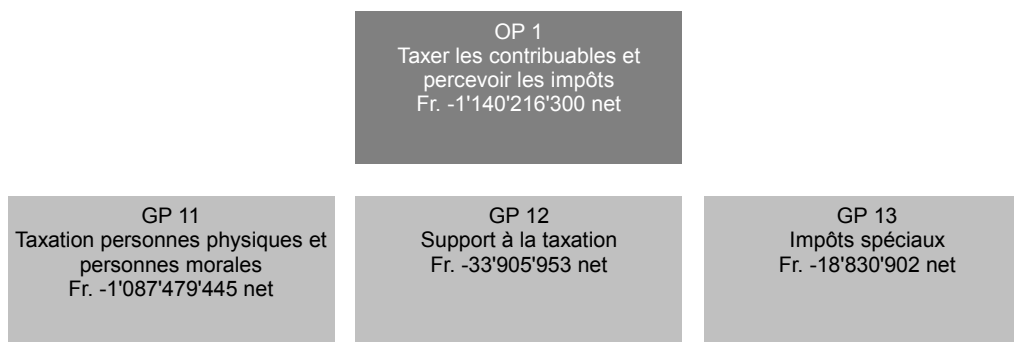 OP 1
Taxer les contribuables et
percevoir les impôts
Fr. -1'140'216'300 net
GP 11
Taxation personnes physiques et
personnes morales
Fr. -1'087'479'445 net
GP 12
Support à la taxation
Fr. -33'905'953 net
GP 13
Impôts spéciaux
Fr. -18'830'902 net